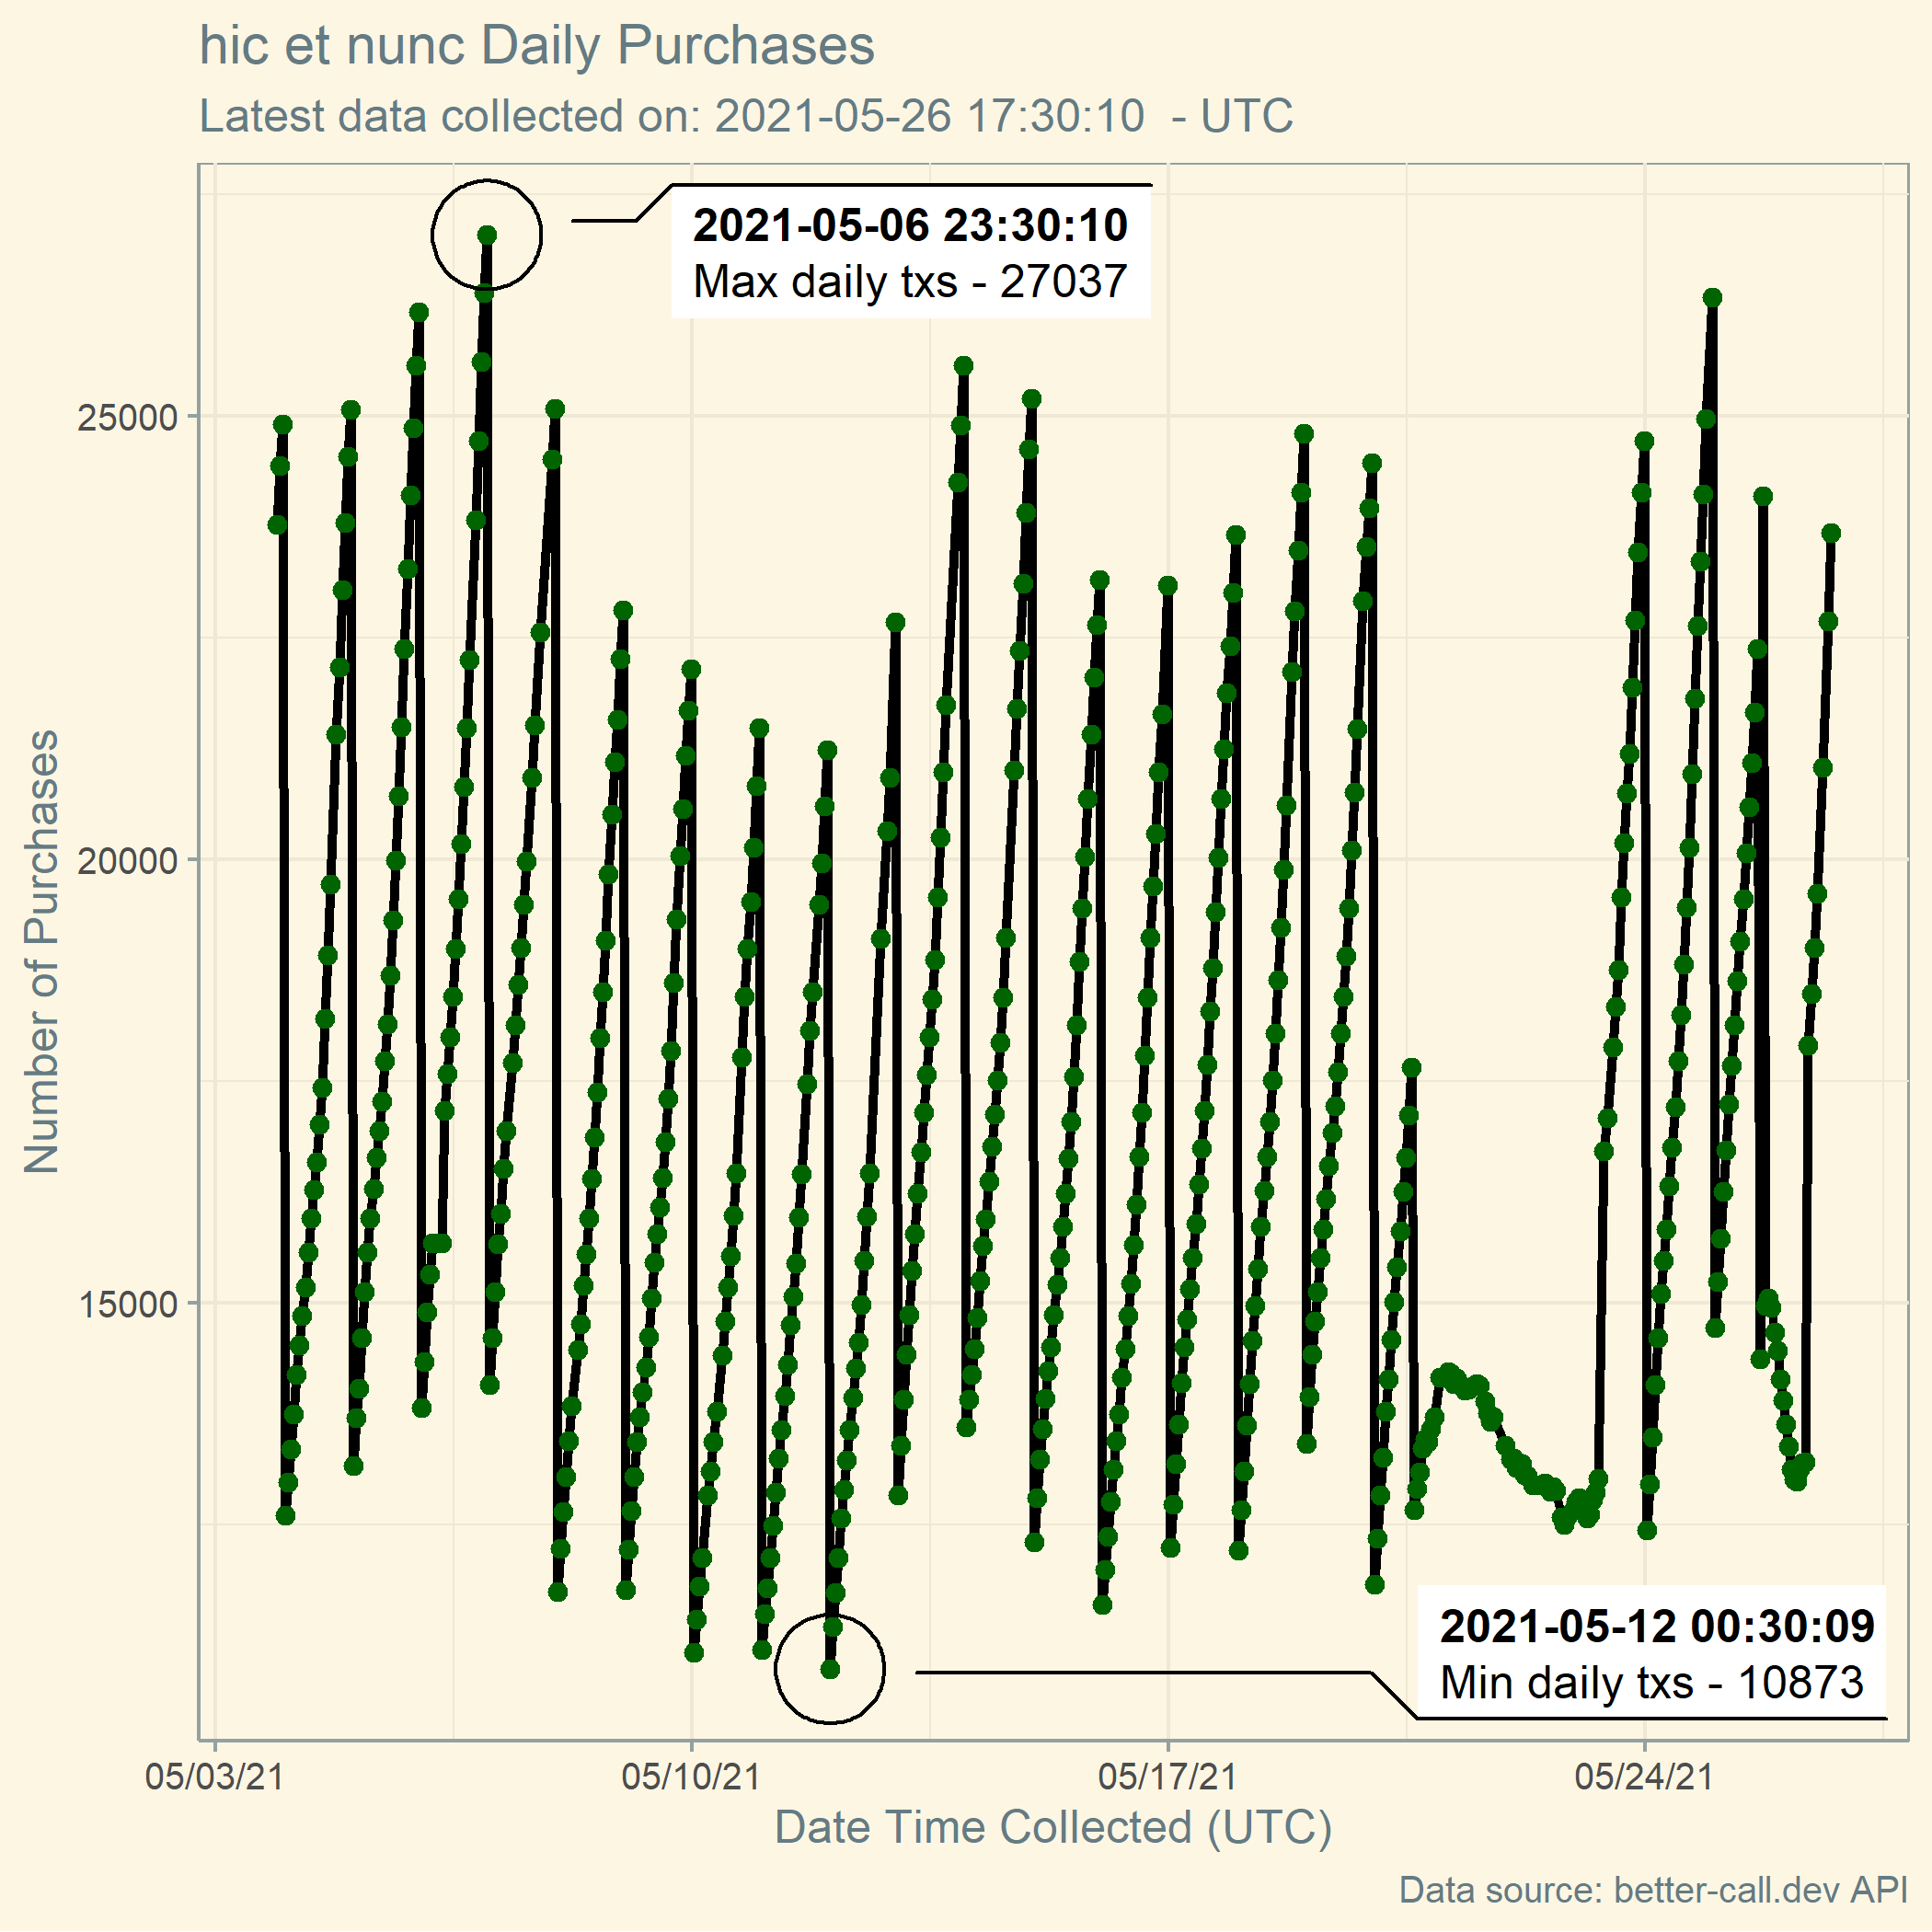 hic et nunc Daily Purchases
Latest data collected on: 2021-05-26 17:30:10 - UTC
2021-05-06 23:30:10
Max daily txs - 27037
25000
20000
15000
Number of Purchases
2021-05-12 00:30:09
Min daily txs - 10873
05/03/21
05/10/21
05/17/21
05/24/21
Date Time Collected (UTC)
Data source: better-call.dev API